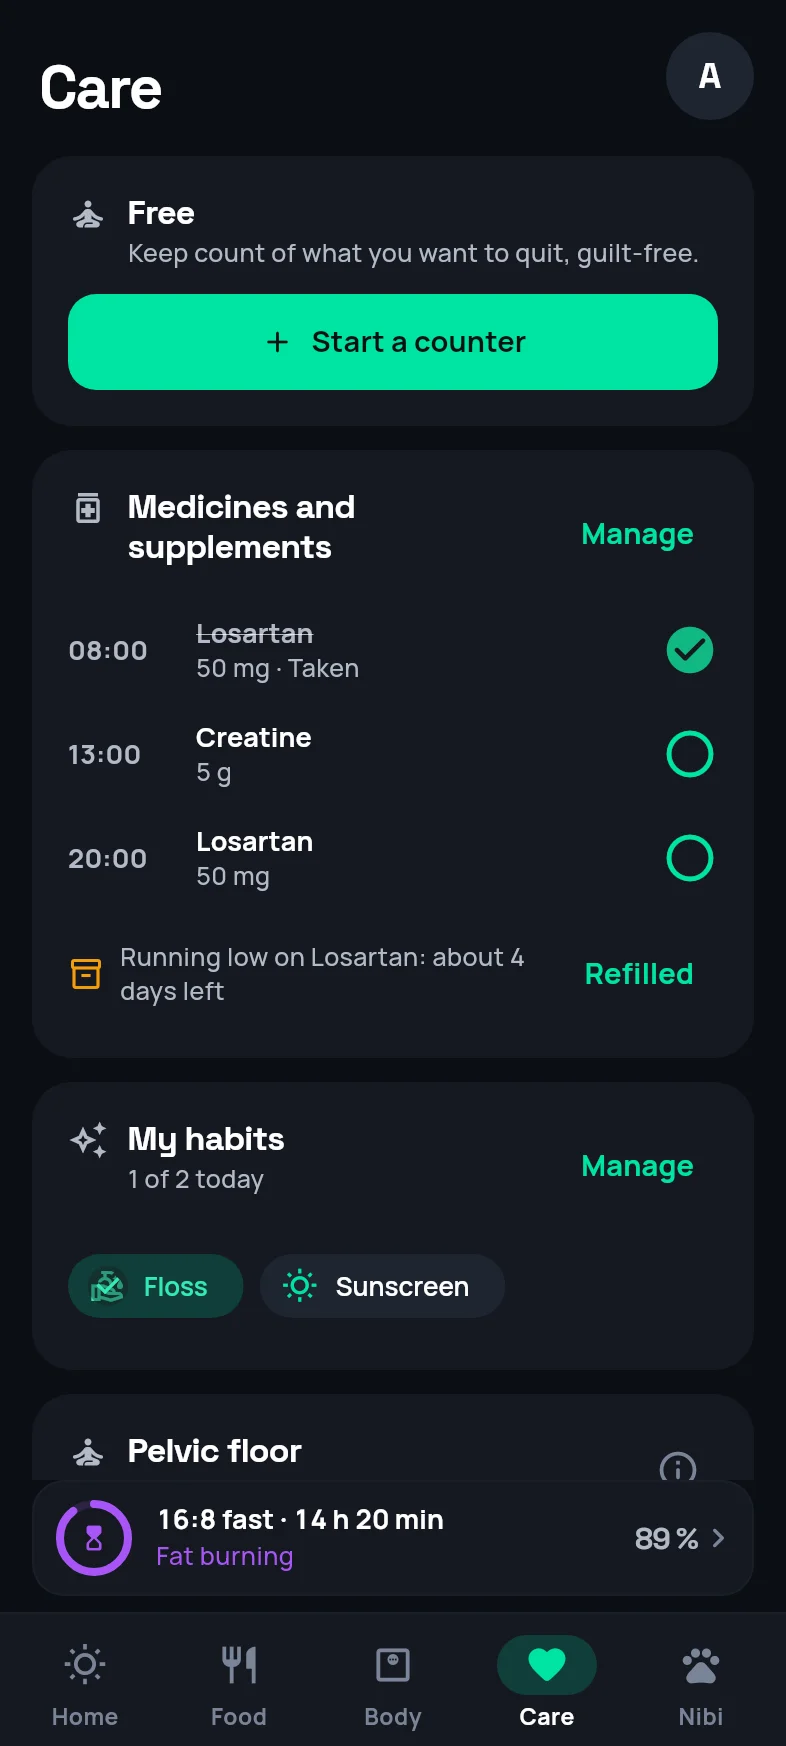 Care
A
Free
Keep count of what you want to quit, guilt-free.
+ Start a counter
Medicines and
supplements
Manage
08:00
Losartan
50 mg · Taken
13:00
Creatine
5 g
20:00
Losartan
50 mg
Running low on Losartan: about 4
days left
Refilled
My habits
1 of 2 today
Manage
Floss
Sunscreen
Pelvic floor
16:8 fast · 14 h 20 min
Fat burning
89 %
Home
Food
Body
Care
Nibi